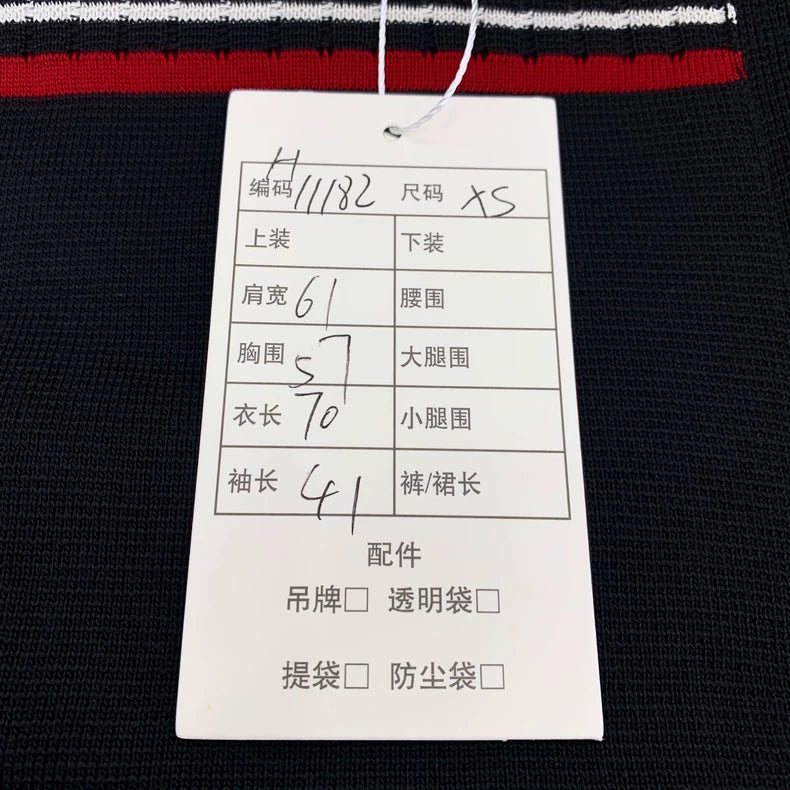 编码 H11182 尺码 XS
上装 下装
肩宽 61 腰围
胸围 57 大腿围
衣长 70 小腿围
袖长 41 裤/裙长
配件
吊牌□ 透明袋□
提袋□ 防尘袋□